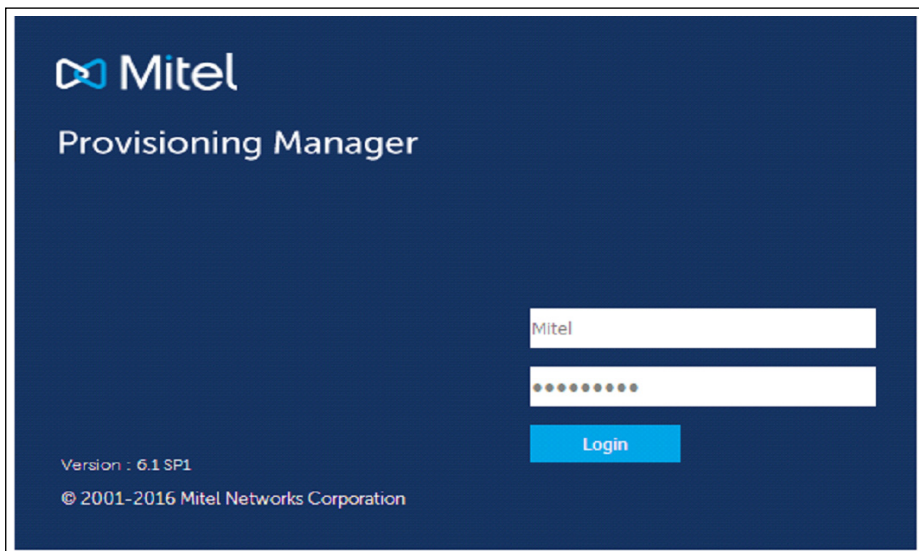 Mitel
Provisioning Manager
Mitel
●●●●●●●●●
Login
Version : 6.1 SP1
© 2001-2016 Mitel Networks Corporation